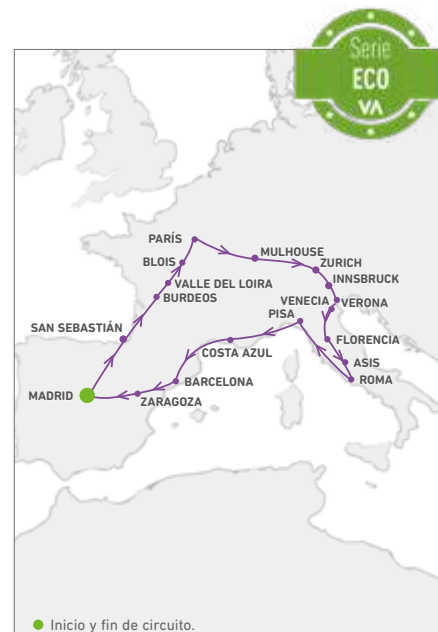 Serie
ECO
VA
PARÍS
MULHOUSE
BLOIS
ZURICH
VALLE DEL LOIRA
INNSBRUCK
BURDEOS
VENECIA
VERONA
PISA
SAN SEBASTIÁN
FLORENCIA
COSTA AZUL
ASIS
BARCELONA
ROMA
MADRID
ZARAGOZA
Inicio y fin de circuito.